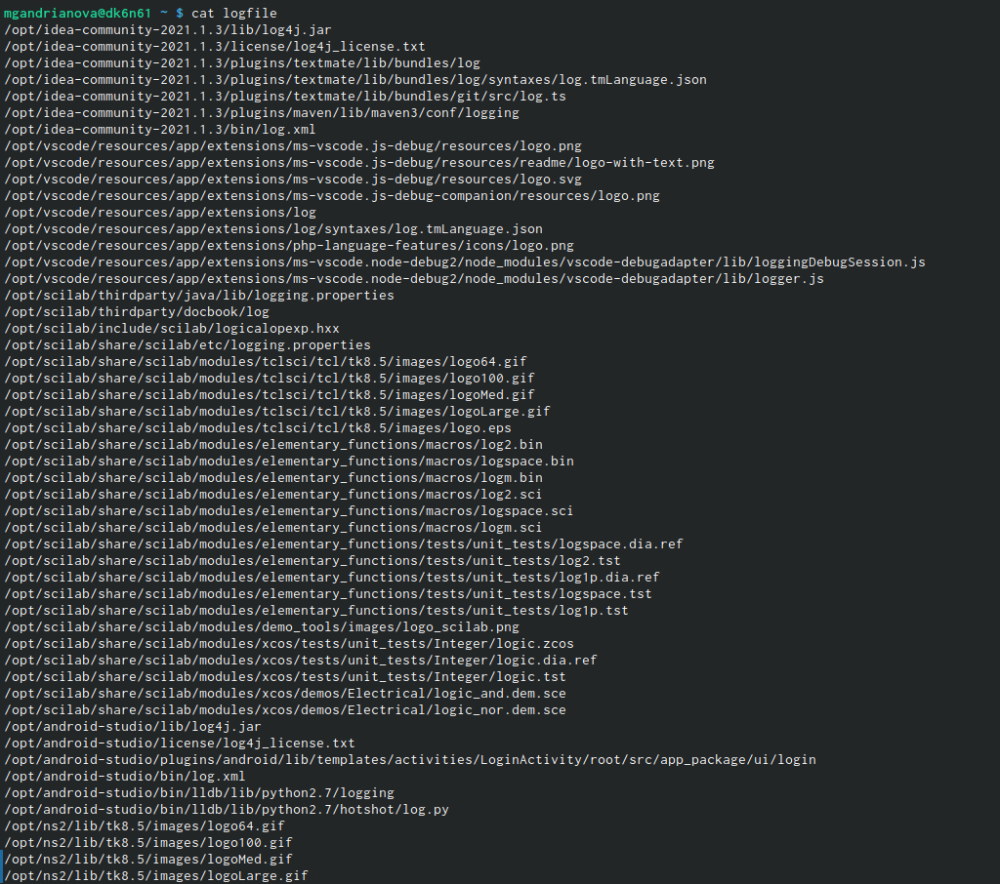 mgandrianova@dk6n61 ~ $ cat logfile
/opt/idea-community-2021.1.3/lib/log4j.jar
/opt/idea-community-2021.1.3/license/log4j_license.txt
/opt/idea-community-2021.1.3/plugins/textmate/lib/bundles/log
/opt/idea-community-2021.1.3/plugins/textmate/lib/bundles/log/syntaxes/log.tmLanguage.json
/opt/idea-community-2021.1.3/plugins/textmate/lib/bundles/git/src/log.ts
/opt/idea-community-2021.1.3/plugins/maven/lib/maven3/conf/logging
/opt/idea-community-2021.1.3/bin/log.xml
/opt/vscode/resources/app/extensions/ms-vscode.js-debug/resources/logo.png
/opt/vscode/resources/app/extensions/ms-vscode.js-debug/resources/readme/logo-with-text.png
/opt/vscode/resources/app/extensions/ms-vscode.js-debug/resources/logo.svg
/opt/vscode/resources/app/extensions/ms-vscode.js-debug-companion/resources/logo.png
/opt/vscode/resources/app/extensions/log
/opt/vscode/resources/app/extensions/log/syntaxes/log.tmLanguage.json
/opt/vscode/resources/app/extensions/php-language-features/icons/logo.png
/opt/vscode/resources/app/extensions/ms-vscode.node-debug2/node_modules/vscode-debugadapter/lib/loggingDebugSession.js
/opt/vscode/resources/app/extensions/ms-vscode.node-debug2/node_modules/vscode-debugadapter/lib/logger.js
/opt/scilab/thirdparty/java/lib/logging.properties
/opt/scilab/thirdparty/docbook/log
/opt/scilab/include/scilab/logicalopexp.hxx
/opt/scilab/share/scilab/etc/logging.properties
/opt/scilab/share/scilab/modules/tclsci/tcl/tk8.5/images/logo64.gif
/opt/scilab/share/scilab/modules/tclsci/tcl/tk8.5/images/logo100.gif
/opt/scilab/share/scilab/modules/tclsci/tcl/tk8.5/images/logoMed.gif
/opt/scilab/share/scilab/modules/tclsci/tcl/tk8.5/images/logoLarge.gif
/opt/scilab/share/scilab/modules/tclsci/tcl/tk8.5/images/logo.eps
/opt/scilab/share/scilab/modules/elementary_functions/macros/log2.bin
/opt/scilab/share/scilab/modules/elementary_functions/macros/logspace.bin
/opt/scilab/share/scilab/modules/elementary_functions/macros/logm.bin
/opt/scilab/share/scilab/modules/elementary_functions/macros/log2.sci
/opt/scilab/share/scilab/modules/elementary_functions/macros/logspace.sci
/opt/scilab/share/scilab/modules/elementary_functions/macros/logm.sci
/opt/scilab/share/scilab/modules/elementary_functions/tests/unit_tests/logspace.dia.ref
/opt/scilab/share/scilab/modules/elementary_functions/tests/unit_tests/log2.tst
/opt/scilab/share/scilab/modules/elementary_functions/tests/unit_tests/log1p.dia.ref
/opt/scilab/share/scilab/modules/elementary_functions/tests/unit_tests/logspace.tst
/opt/scilab/share/scilab/modules/elementary_functions/tests/unit_tests/log1p.tst
/opt/scilab/share/scilab/modules/demo_tools/images/logo_scilab.png
/opt/scilab/share/scilab/modules/xcos/tests/unit_tests/Integer/logic.zcos
/opt/scilab/share/scilab/modules/xcos/tests/unit_tests/Integer/logic.dia.ref
/opt/scilab/share/scilab/modules/xcos/tests/unit_tests/Integer/logic.tst
/opt/scilab/share/scilab/modules/xcos/demos/Electrical/logic_and.dem.sce
/opt/scilab/share/scilab/modules/xcos/demos/Electrical/logic_nor.dem.sce
/opt/android-studio/lib/log4j.jar
/opt/android-studio/license/log4j_license.txt
/opt/android-studio/plugins/android/lib/templates/activities/LoginActivity/root/src/app_package/ui/login
/opt/android-studio/bin/log.xml
/opt/android-studio/bin/lldb/lib/python2.7/logging
/opt/android-studio/bin/lldb/lib/python2.7/hotshot/log.py
/opt/ns2/lib/tk8.5/images/logo64.gif
/opt/ns2/lib/tk8.5/images/logo100.gif
/opt/ns2/lib/tk8.5/images/logoMed.gif
/opt/ns2/lib/tk8.5/images/logoLarge.gif